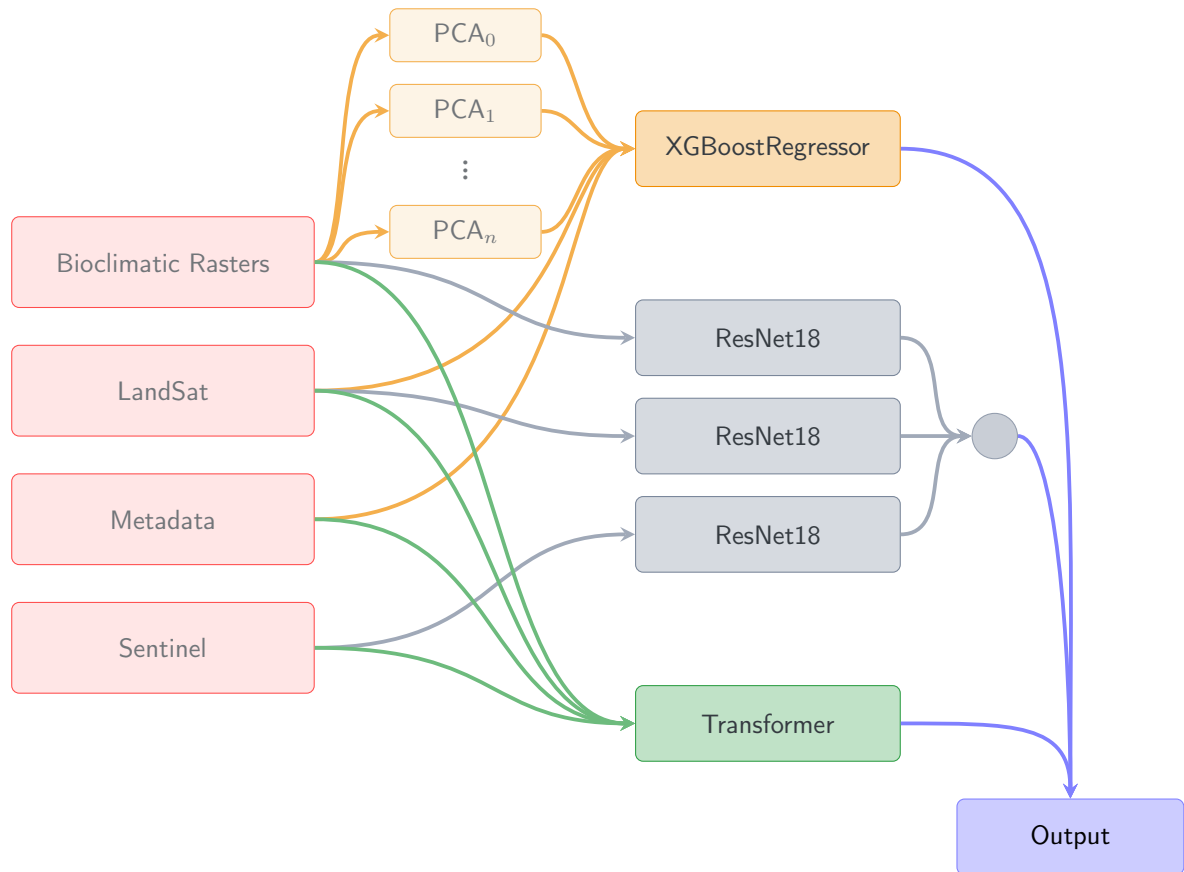 PCA₀
PCA₁
⋮
PCAₙ
XGBoostRegressor
Bioclimatic Rasters
LandSat
Metadata
Sentinel
ResNet18
ResNet18
ResNet18
Transformer
Output